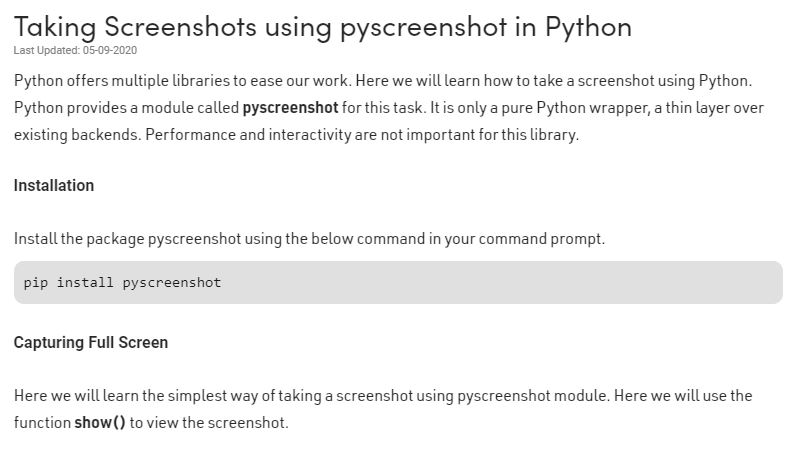 Taking Screenshots using pyscreenshot in Python
Last Updated: 05-09-2020
Python offers multiple libraries to ease our work. Here we will learn how to take a screenshot using Python.
Python provides a module called pyscreenshot for this task. It is only a pure Python wrapper, a thin layer over
existing backends. Performance and interactivity are not important for this library.
Installation
Install the package pyscreenshot using the below command in your command prompt.
pip install pyscreenshot
Capturing Full Screen
Here we will learn the simplest way of taking a screenshot using pyscreenshot module. Here we will use the
function show() to view the screenshot.